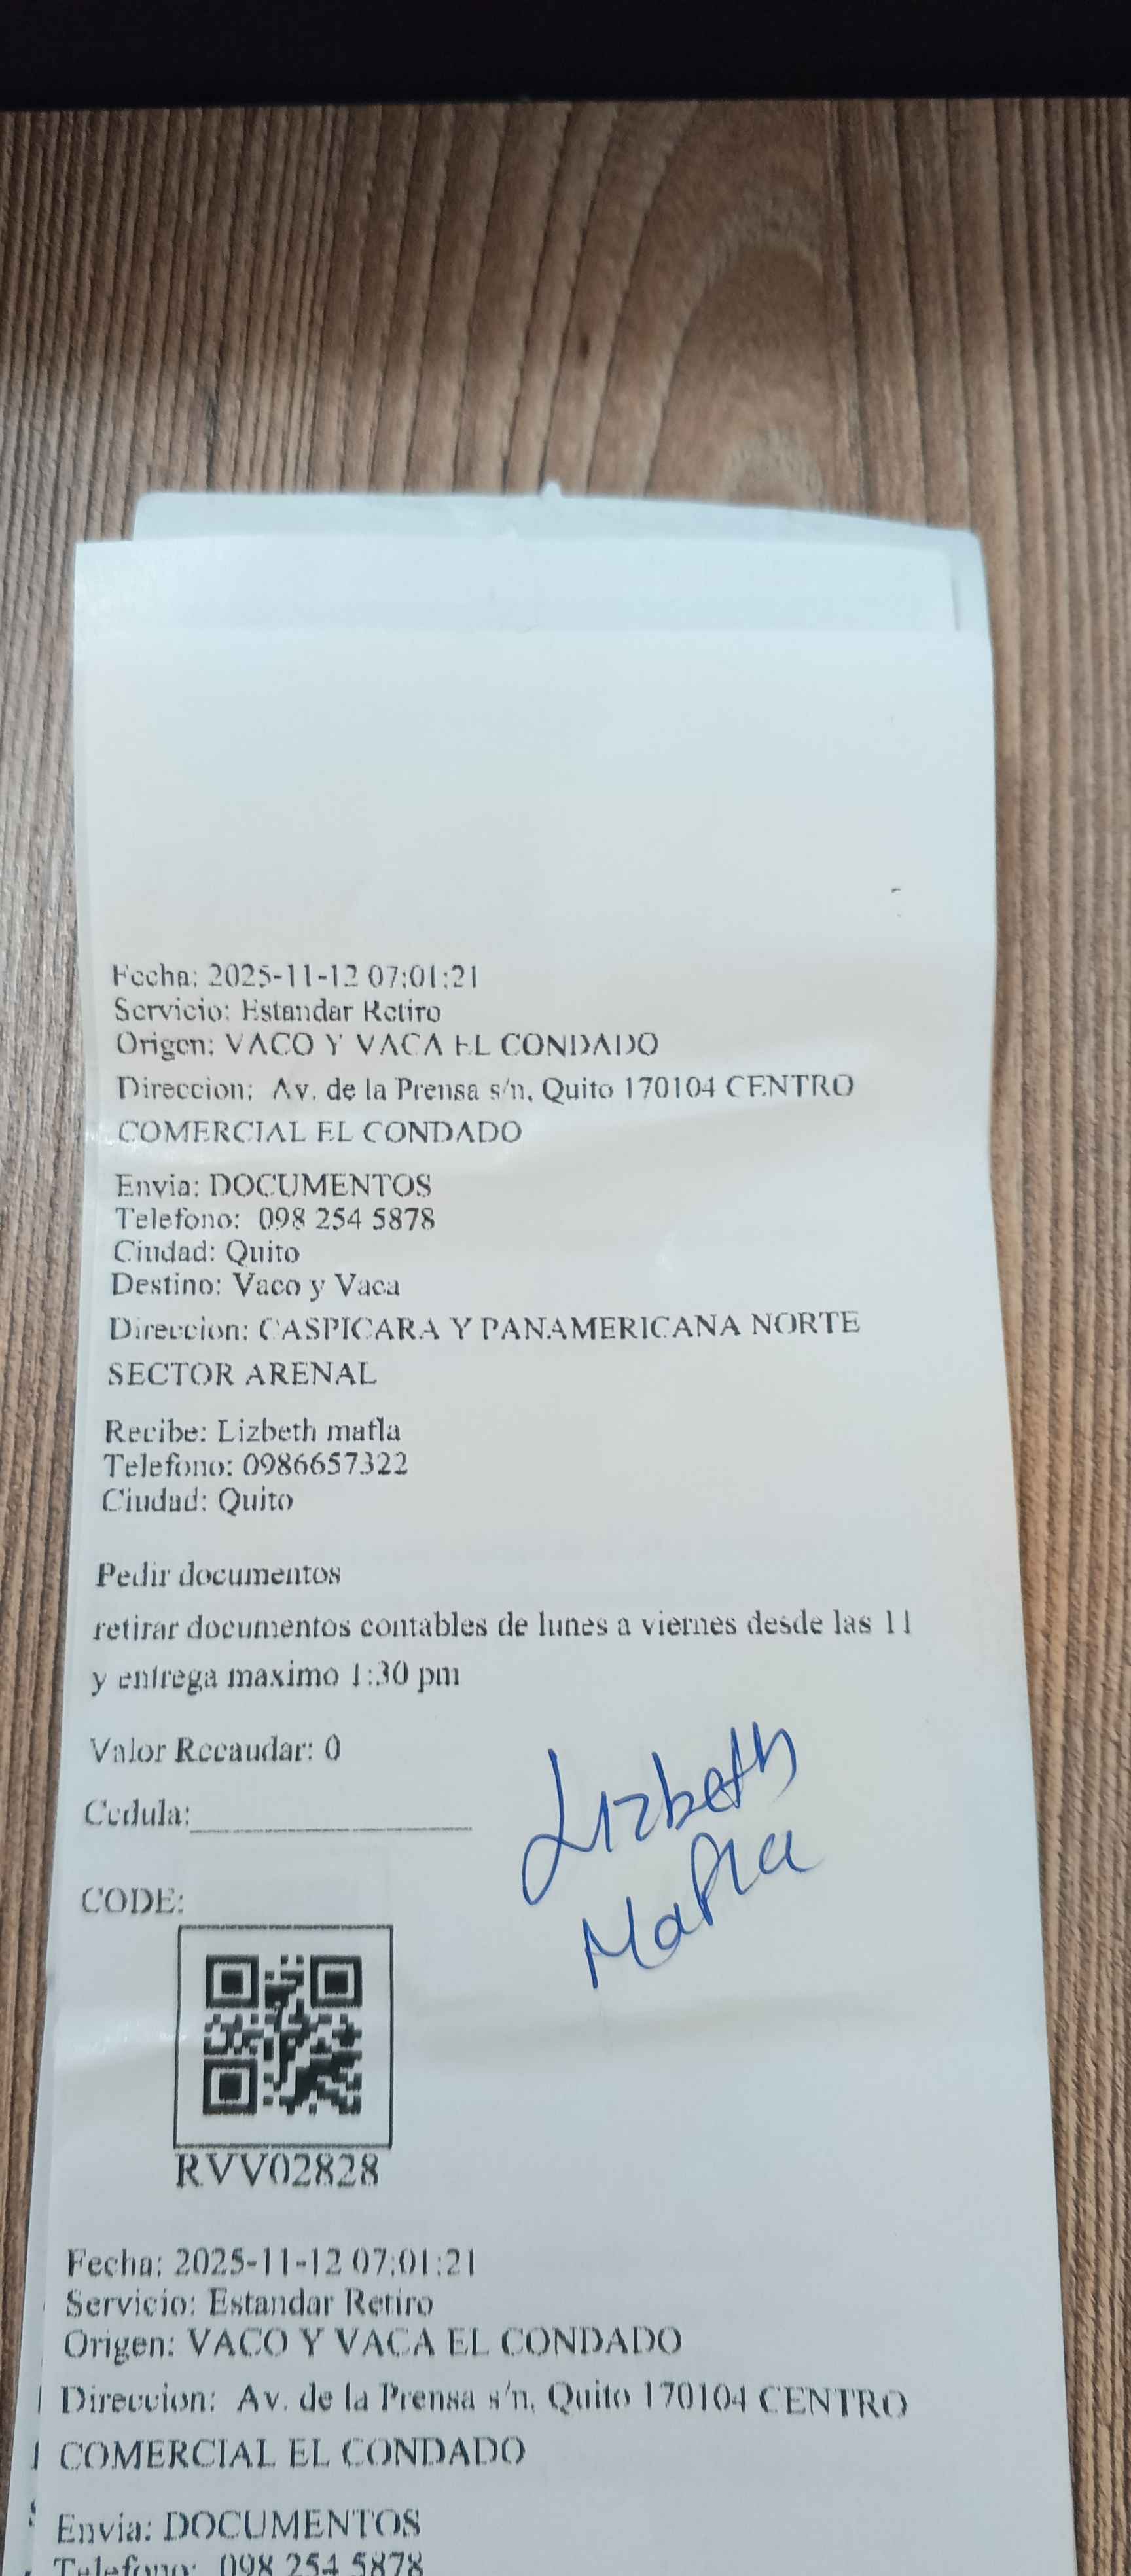 Fecha: 2025-11-12 07:01:21
Servicio: Estandar Retiro
Origen: VACO Y VACA EL CONDADO
Direccion: Av. de la Prensa s/n, Quito 170104 CENTRO
COMERCIAL EL CONDADO
Envia: DOCUMENTOS
Telefono: 098 254 5878
Ciudad: Quito
Destino: Vaco y Vaca
Direccion: CASPICARA Y PANAMERICANA NORTE
SECTOR ARENAL
Recibe: Lizbeth mafla
Telefono: 0986657322
Ciudad: Quito
Pedir documentos
retirar documentos contables de lunes a viernes desde las 11
y entrega maximo 1:30 pm
Valor Recaudar: 0
Cedula:
Lizbeth
Mafla
CODE:
RVV02828
Fecha: 2025-11-12 07:01:21
Servicio: Estandar Retiro
Origen: VACO Y VACA EL CONDADO
Direccion: Av. de la Prensa s/n, Quito 170104 CENTRO
COMERCIAL EL CONDADO
Envia: DOCUMENTOS
Telefono: 098 254 5878